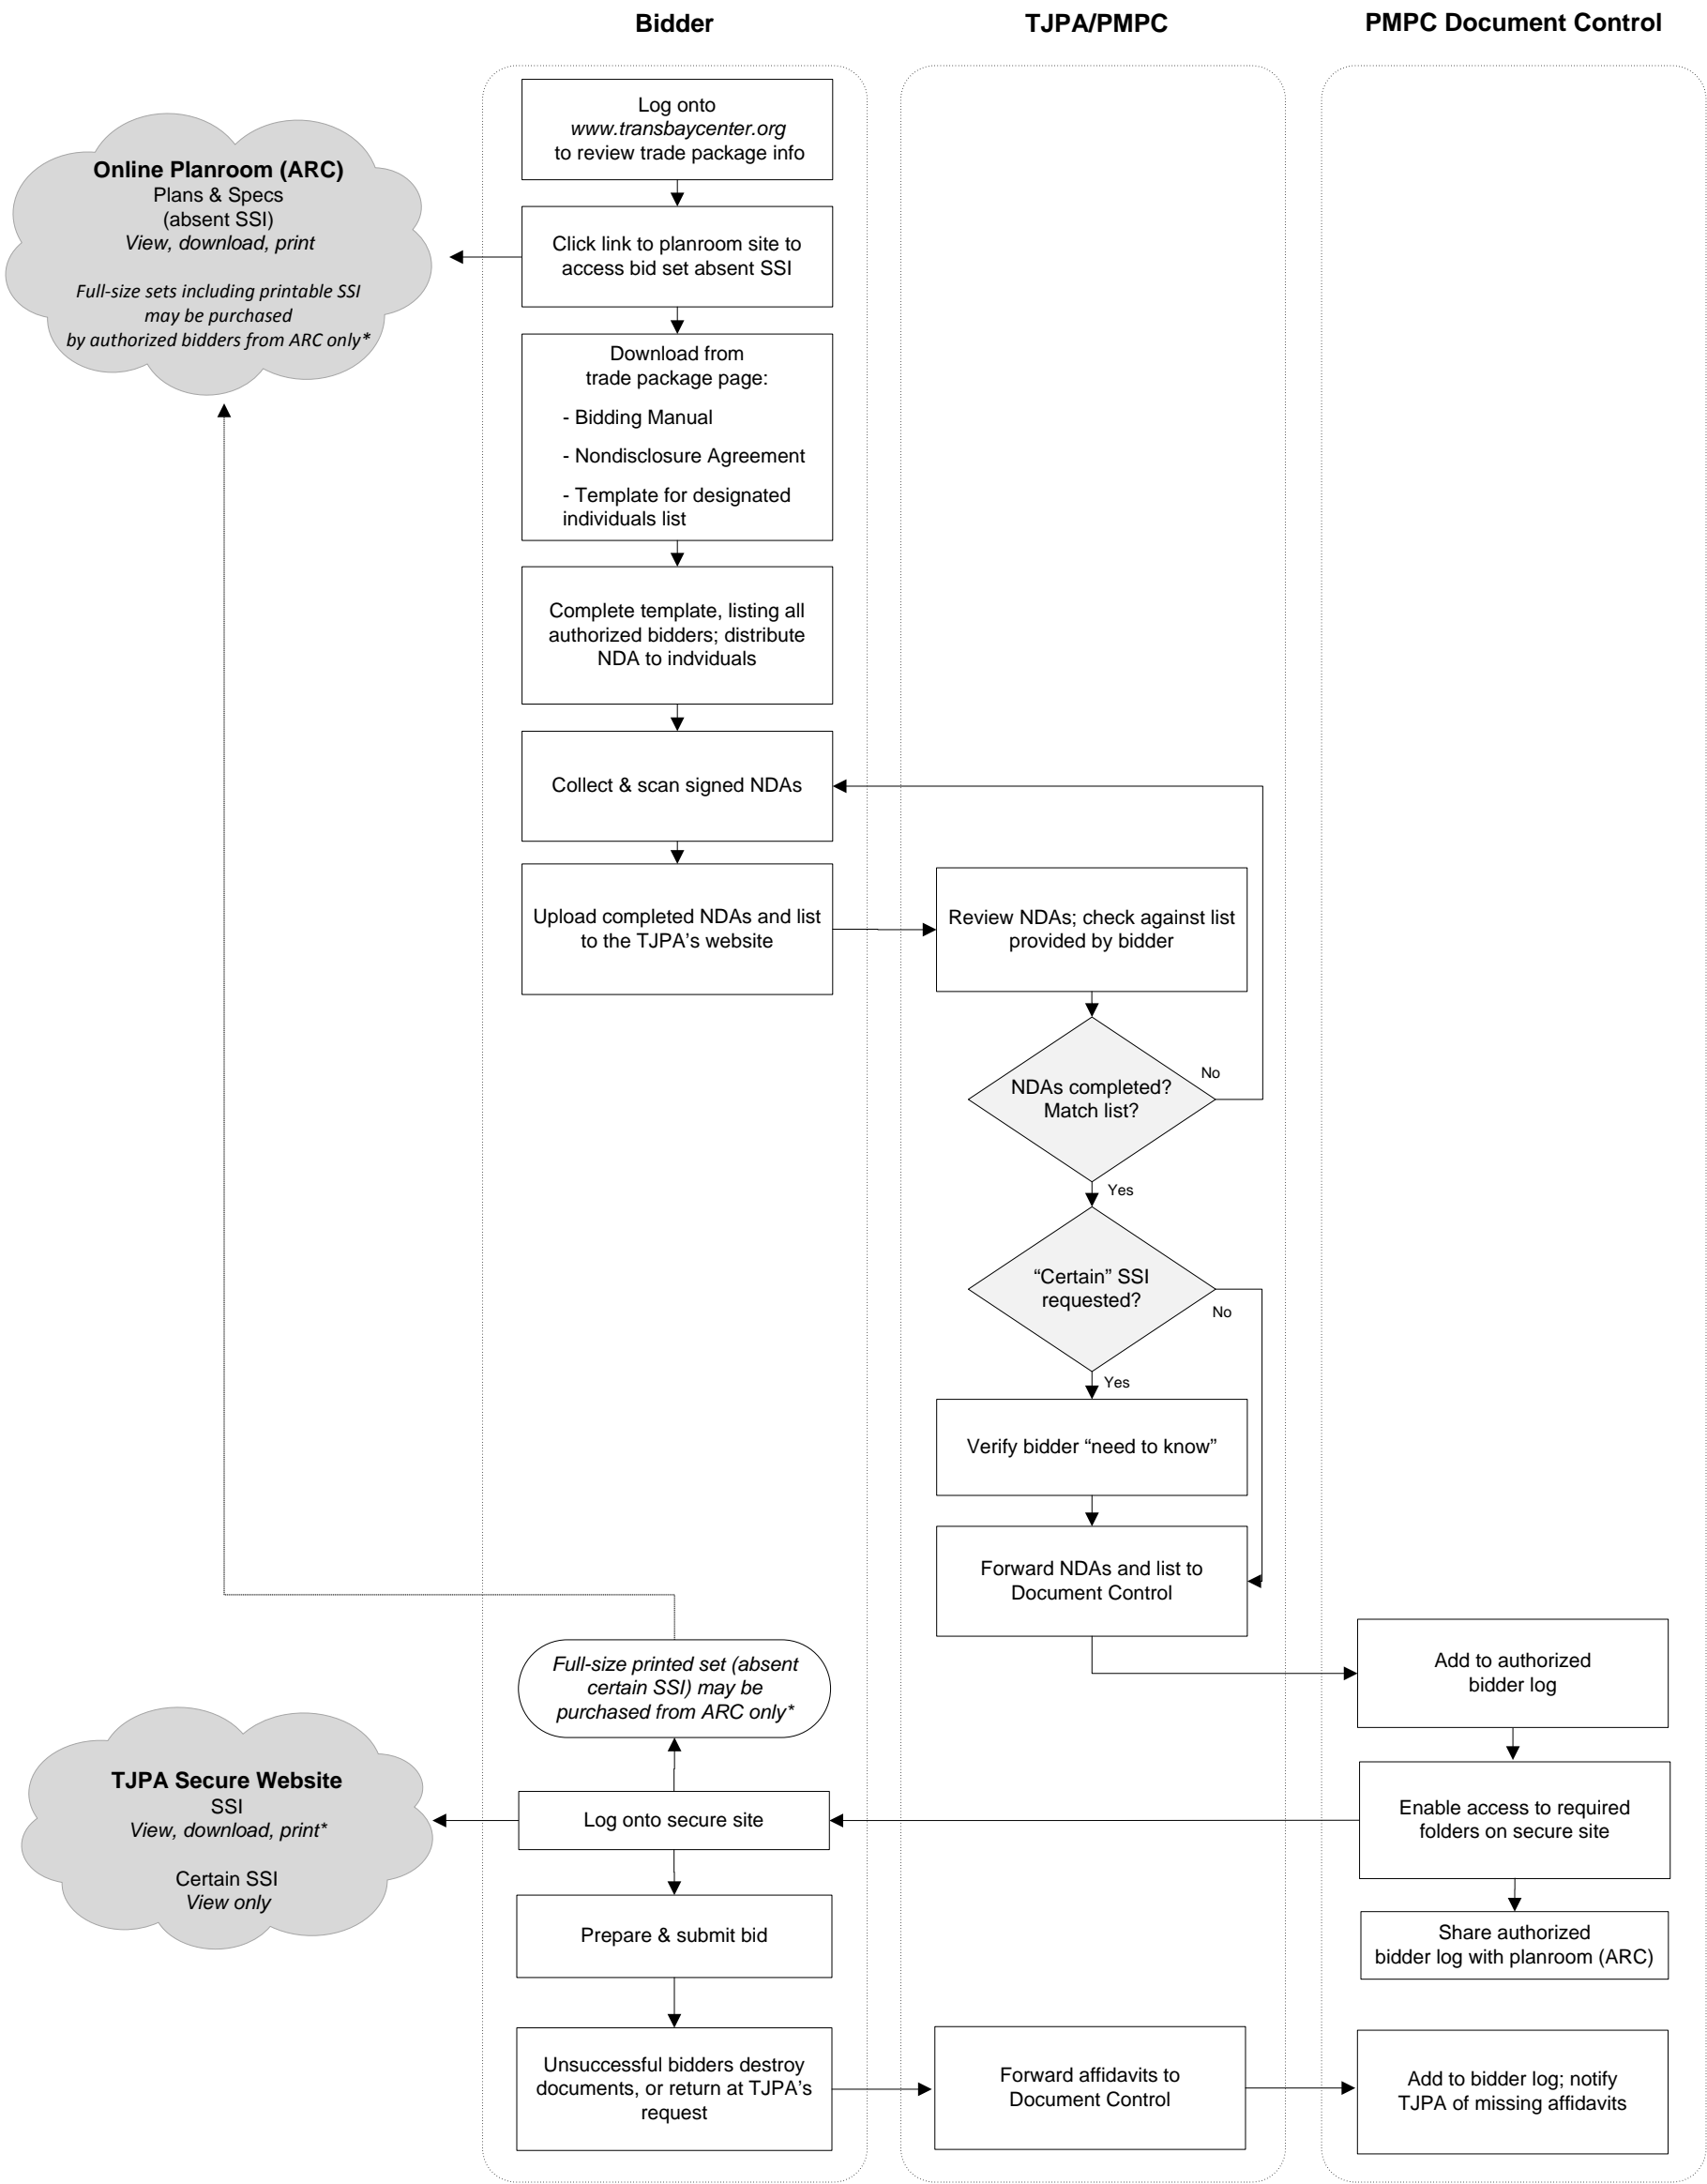 Bidder
TJPA/PMPC
PMPC Document Control
Log onto
www.transbaycenter.org
to review trade package info
Online Planroom (ARC)
Plans & Specs
(absent SSI)
View, download, print
Full-size sets including printable SSI
may be purchased
by authorized bidders from ARC only*
Click link to planroom site to
access bid set absent SSI
Download from
trade package page:
- Bidding Manual
- Nondisclosure Agreement
- Template for designated
individuals list
Complete template, listing all
authorized bidders; distribute
NDA to indviduals
Collect & scan signed NDAs
Upload completed NDAs and list
to the TJPA’s website
Review NDAs; check against list
provided by bidder
NDAs completed?
Match list?
No
Yes
“Certain” SSI
requested?
No
Yes
Verify bidder “need to know”
Forward NDAs and list to
Document Control
Add to authorized
bidder log
Full-size printed set (absent
certain SSI) may be
purchased from ARC only*
TJPA Secure Website
SSI
View, download, print*
Certain SSI
View only
Log onto secure site
Enable access to required
folders on secure site
Prepare & submit bid
Share authorized
bidder log with planroom (ARC)
Unsuccessful bidders destroy
documents, or return at TJPA’s
request
Forward affidavits to
Document Control
Add to bidder log; notify
TJPA of missing affidavits